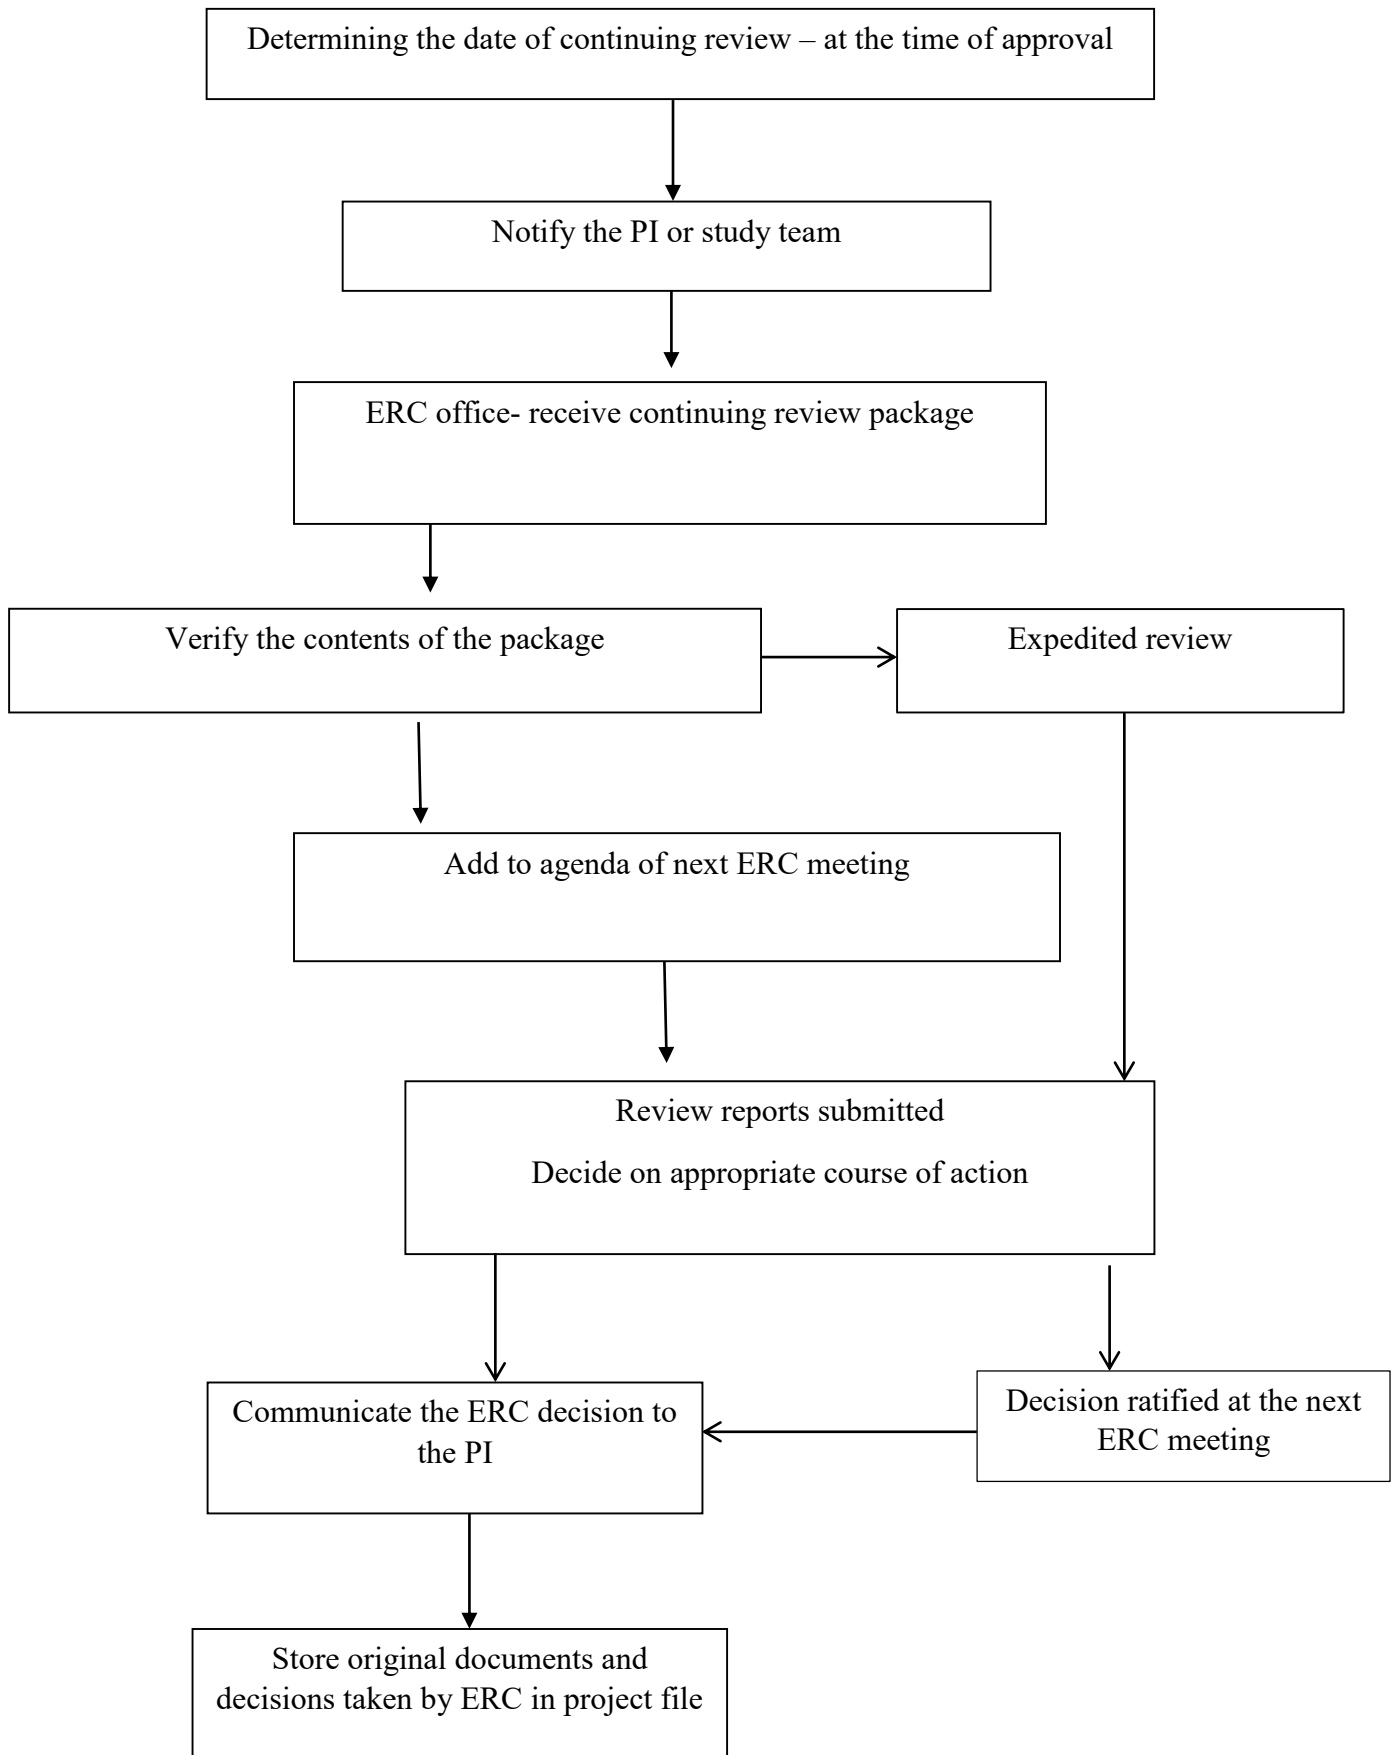 Determining the date of continuing review – at the time of approval
Notify the PI or study team
ERC office- receive continuing review package
Verify the contents of the package
Expedited review
Add to agenda of next ERC meeting
Review reports submitted
Decide on appropriate course of action
Communicate the ERC decision to
the PI
Decision ratified at the next
ERC meeting
Store original documents and
decisions taken by ERC in project file